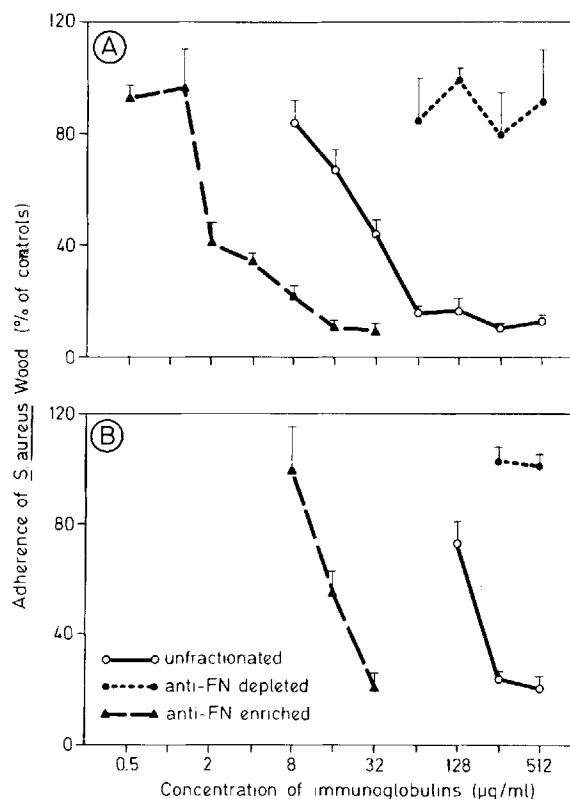 A
120
80
40
0
B
120
80
40
0
unfractionated
anti-FN depleted
anti-FN enriched
0.5 2 8 32 128 512
Concentration of immunoglobulins (µg/ml)
Adherence of S aureus Wood (% of controls)